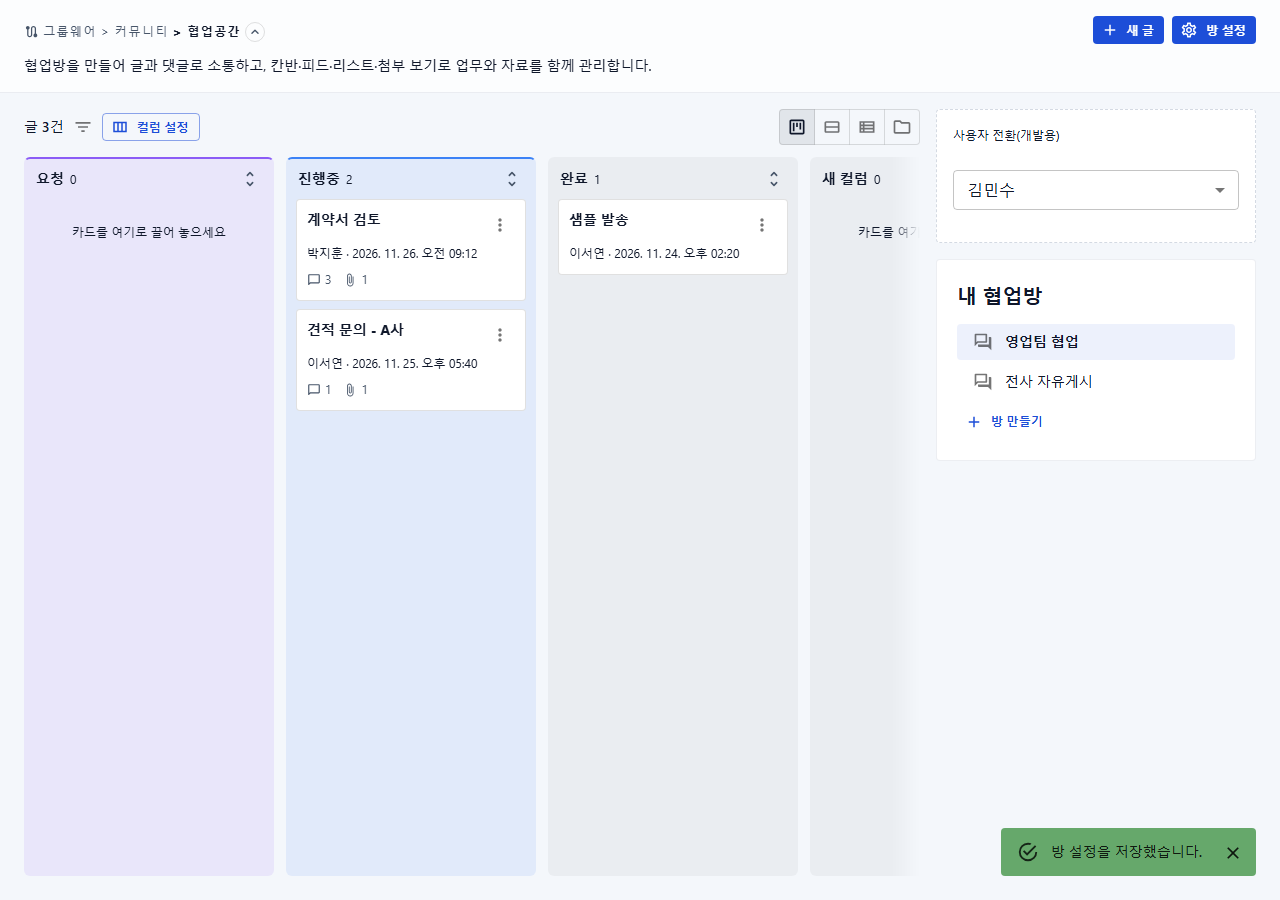 그룹웨어 > 커뮤니티 > 협업공간
새 글
방 설정
협업방을 만들어 글과 댓글로 소통하고, 칸반·피드·리스트·첨부 보기로 업무와 자료를 함께 관리합니다.
글 3건
컬럼 설정
요청 0
카드를 여기로 끌어 놓으세요
진행중 2
계약서 검토
박지훈 · 2026. 11. 26. 오전 09:12
3 1
견적 문의 - A사
이서연 · 2026. 11. 25. 오후 05:40
1 1
완료 1
샘플 발송
이서연 · 2026. 11. 24. 오후 02:20
새 컬럼 0
카드를 여기
사용자 전환(개발용)
김민수
내 협업방
영업팀 협업
전사 자유게시
방 만들기
방 설정을 저장했습니다.